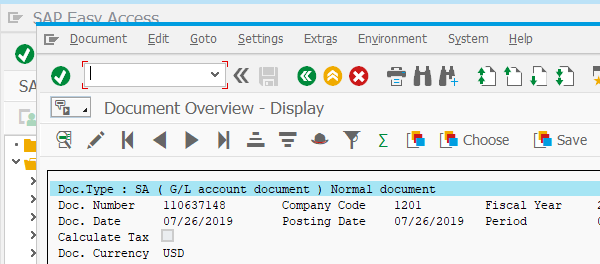 SAP Easy Access
Document Edit Goto Settings Extras Environment System Help
SA
Document Overview - Display
Σ Choose Save
Doc.Type : SA ( G/L account document ) Normal document
Doc. Number 110637148 Company Code 1201 Fiscal Year
Doc. Date 07/26/2019 Posting Date 07/26/2019 Period
Calculate Tax
Doc. Currency USD